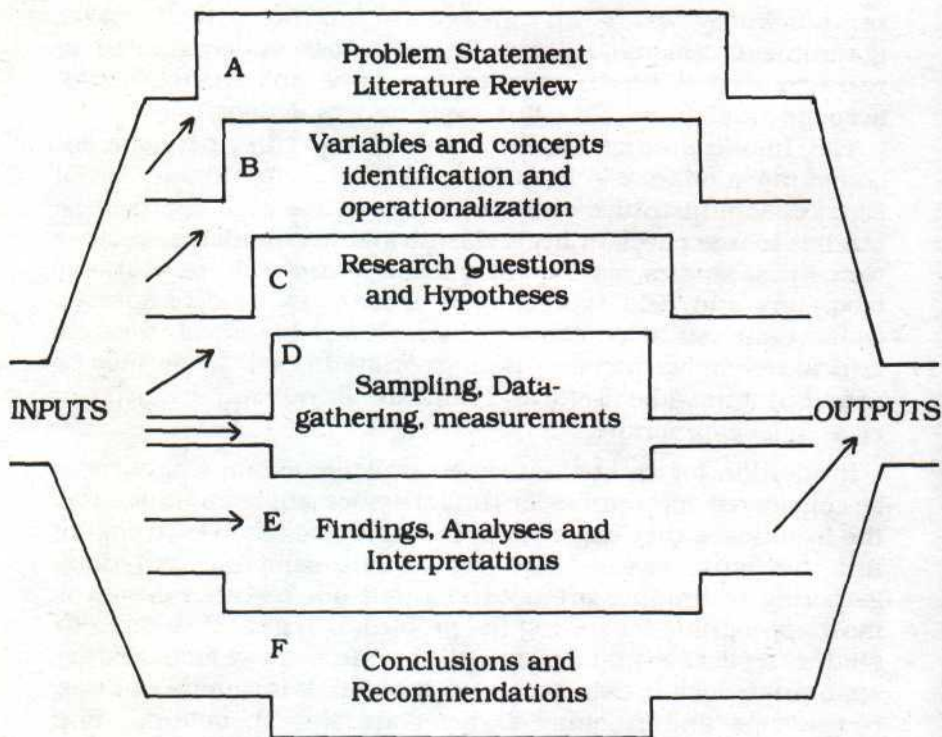 A
Problem Statement
Literature Review
B
Variables and concepts
identification and
operationalization
C
Research Questions
and Hypotheses
D
Sampling, Data-
gathering, measurements
INPUTS
OUTPUTS
E
Findings, Analyses and
Interpretations
F
Conclusions and
Recommendations